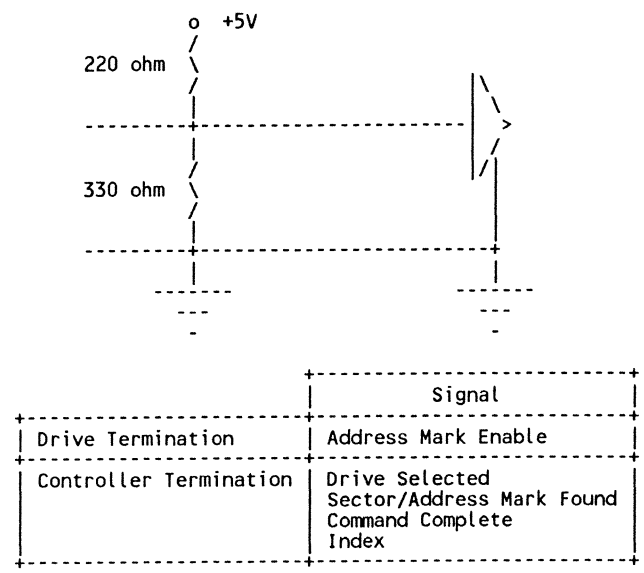 +5V
220 ohm
330 ohm
Signal
Drive Termination
Address Mark Enable
Controller Termination
Drive Selected
Sector/Address Mark Found
Command Complete
Index